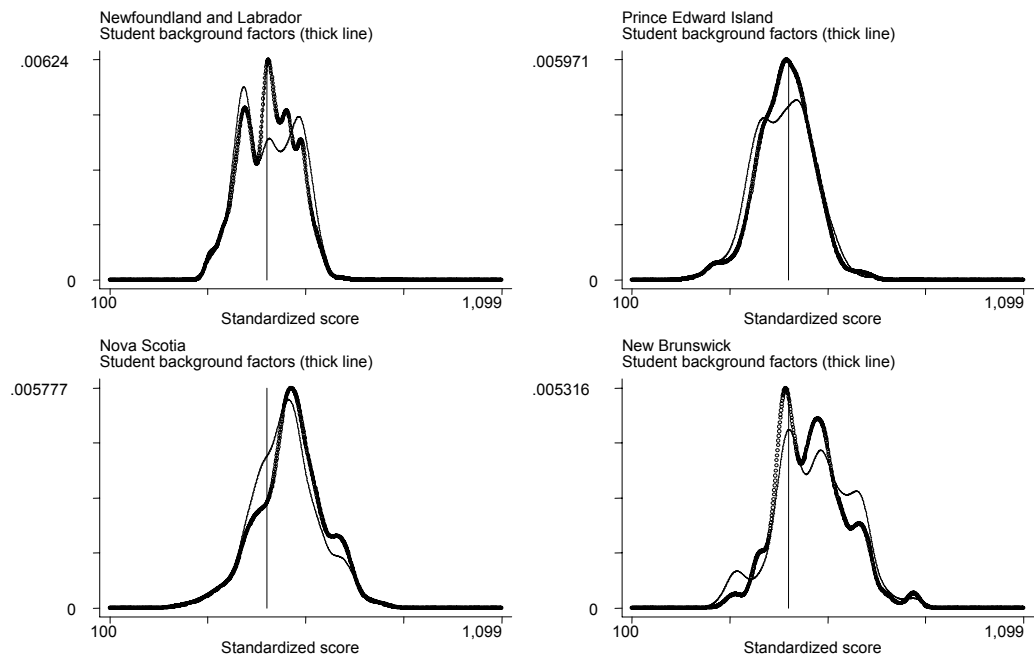 Newfoundland and Labrador
Student background factors (thick line)
.00624
0
100
1,099
Standardized score
Prince Edward Island
Student background factors (thick line)
.005971
0
100
1,099
Standardized score
Nova Scotia
Student background factors (thick line)
.005777
0
100
1,099
Standardized score
New Brunswick
Student background factors (thick line)
.005316
0
100
1,099
Standardized score